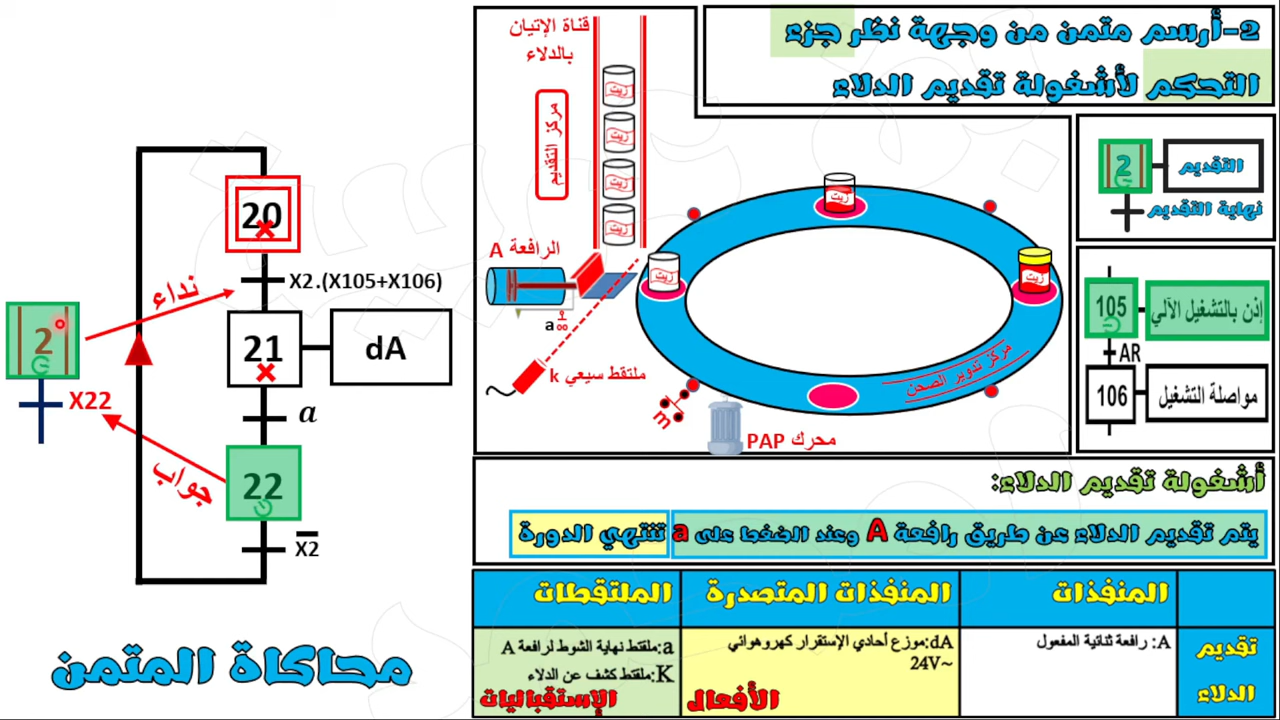 2-أرسم متمن من وجهة نظر جزء
التحكم لأشغولة تقديم الدلاء
قناة الإتيان
بالدلاء
مركز التقديم
زيت
زيت
زيت
زيت
زيت
زيت
زيت
الرافعة A
a
ملتقط سيعي k
m
محرك PAP
مركز تدوير الصحن
2
التقديم
نهاية التقديم
105
إذن بالتشغيل الآلي
AR
106
مواصلة التشغيل
20
X2.(X105+X106)
نداء
2
21
dA
X22
a
جواب
22
X2
محاكاة المتمن
أشغولة تقديم الدلاء:
يتم تقديم الدلاء عن طريق رافعة A وعند الضغط على a تنتهي الدورة
المنفذات
المنفذات المتصدرة
الملتقطات
تقديم
الدلاء
A: رافعة ثنائية المفعول
dA:موزع أحادي الإستقرار كهروهوائي
24V~
الأفعال
a:ملقتط نهاية الشوط لرافعة A
K:ملقتط كشف عن الدلاء
الإستقباليات